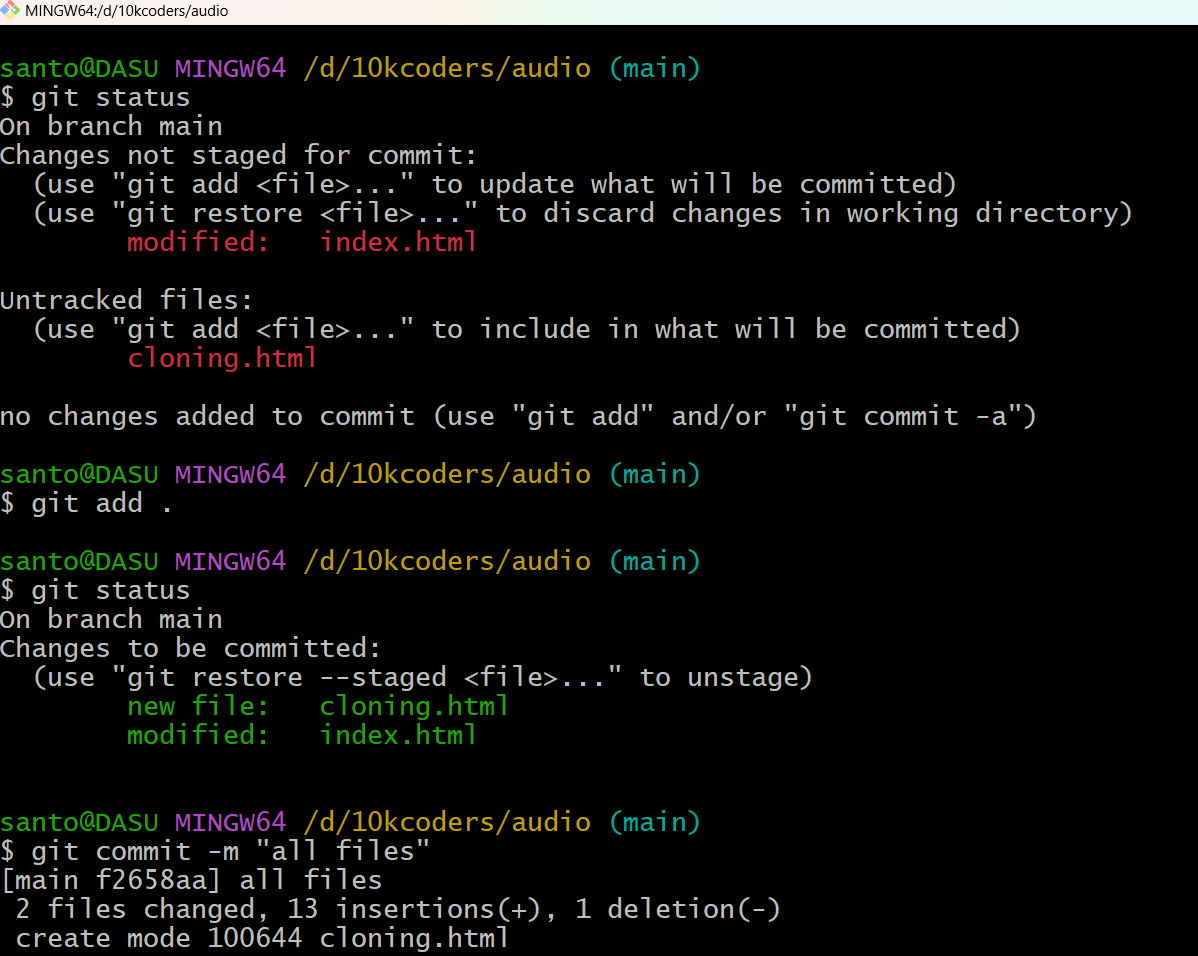 MINGW64:/d/10kcoders/audio
santo@DASU MINGW64 /d/10kcoders/audio (main)
$ git status
On branch main
Changes not staged for commit:
  (use "git add <file>..." to update what will be committed)
  (use "git restore <file>..." to discard changes in working directory)
        modified:   index.html

Untracked files:
  (use "git add <file>..." to include in what will be committed)
        cloning.html

no changes added to commit (use "git add" and/or "git commit -a")

santo@DASU MINGW64 /d/10kcoders/audio (main)
$ git add .

santo@DASU MINGW64 /d/10kcoders/audio (main)
$ git status
On branch main
Changes to be committed:
  (use "git restore --staged <file>..." to unstage)
        new file:   cloning.html
        modified:   index.html


santo@DASU MINGW64 /d/10kcoders/audio (main)
$ git commit -m "all files"
[main f2658aa] all files
 2 files changed, 13 insertions(+), 1 deletion(-)
 create mode 100644 cloning.html